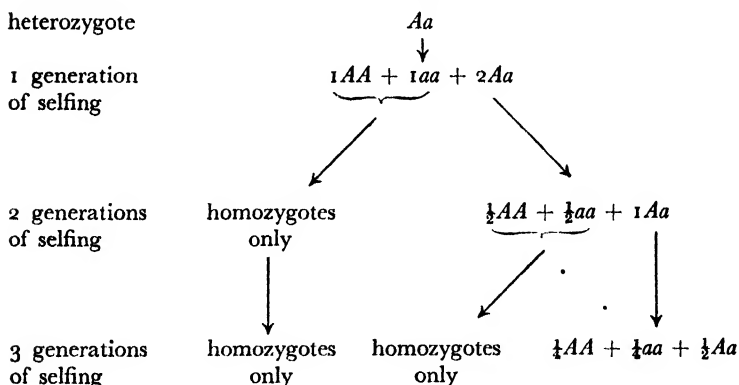 heterozygote Aa
1 generation 1AA + 1aa + 2Aa
of selfing
2 generations homozygotes ½AA + ½aa + 1Aa
of selfing only
3 generations homozygotes homozygotes ¼AA + ¼aa + ½Aa
of selfing only only